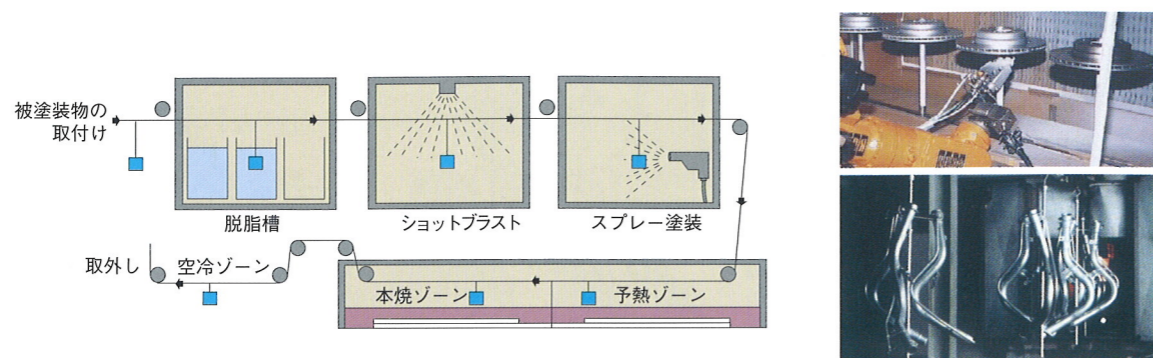 被塗装物の
取付け
脱脂槽
ショットブラスト
スプレー塗装
取外し
空冷ゾーン
本焼ゾーン
予熱ゾーン